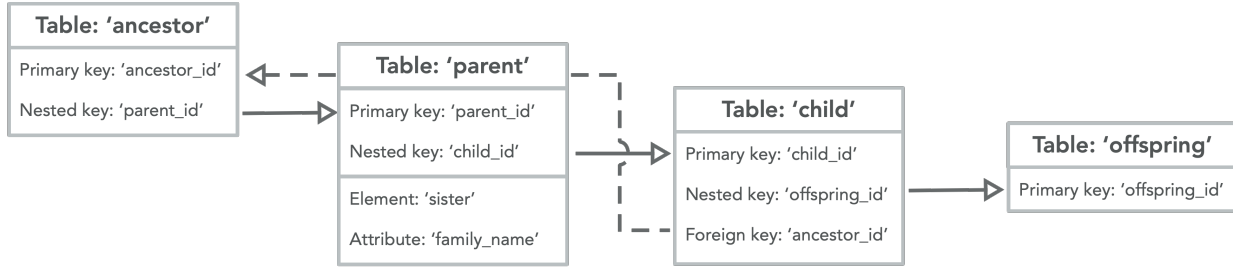 Table: ‘ancestor’
Primary key: ‘ancestor_id’
Nested key: ‘parent_id’
Table: ‘parent’
Primary key: ‘parent_id’
Nested key: ‘child_id’
Element: ‘sister’
Attribute: ‘family_name’
Table: ‘child’
Primary key: ‘child_id’
Nested key: ‘offspring_id’
Foreign key: ‘ancestor_id’
Table: ‘offspring’
Primary key: ‘offspring_id’